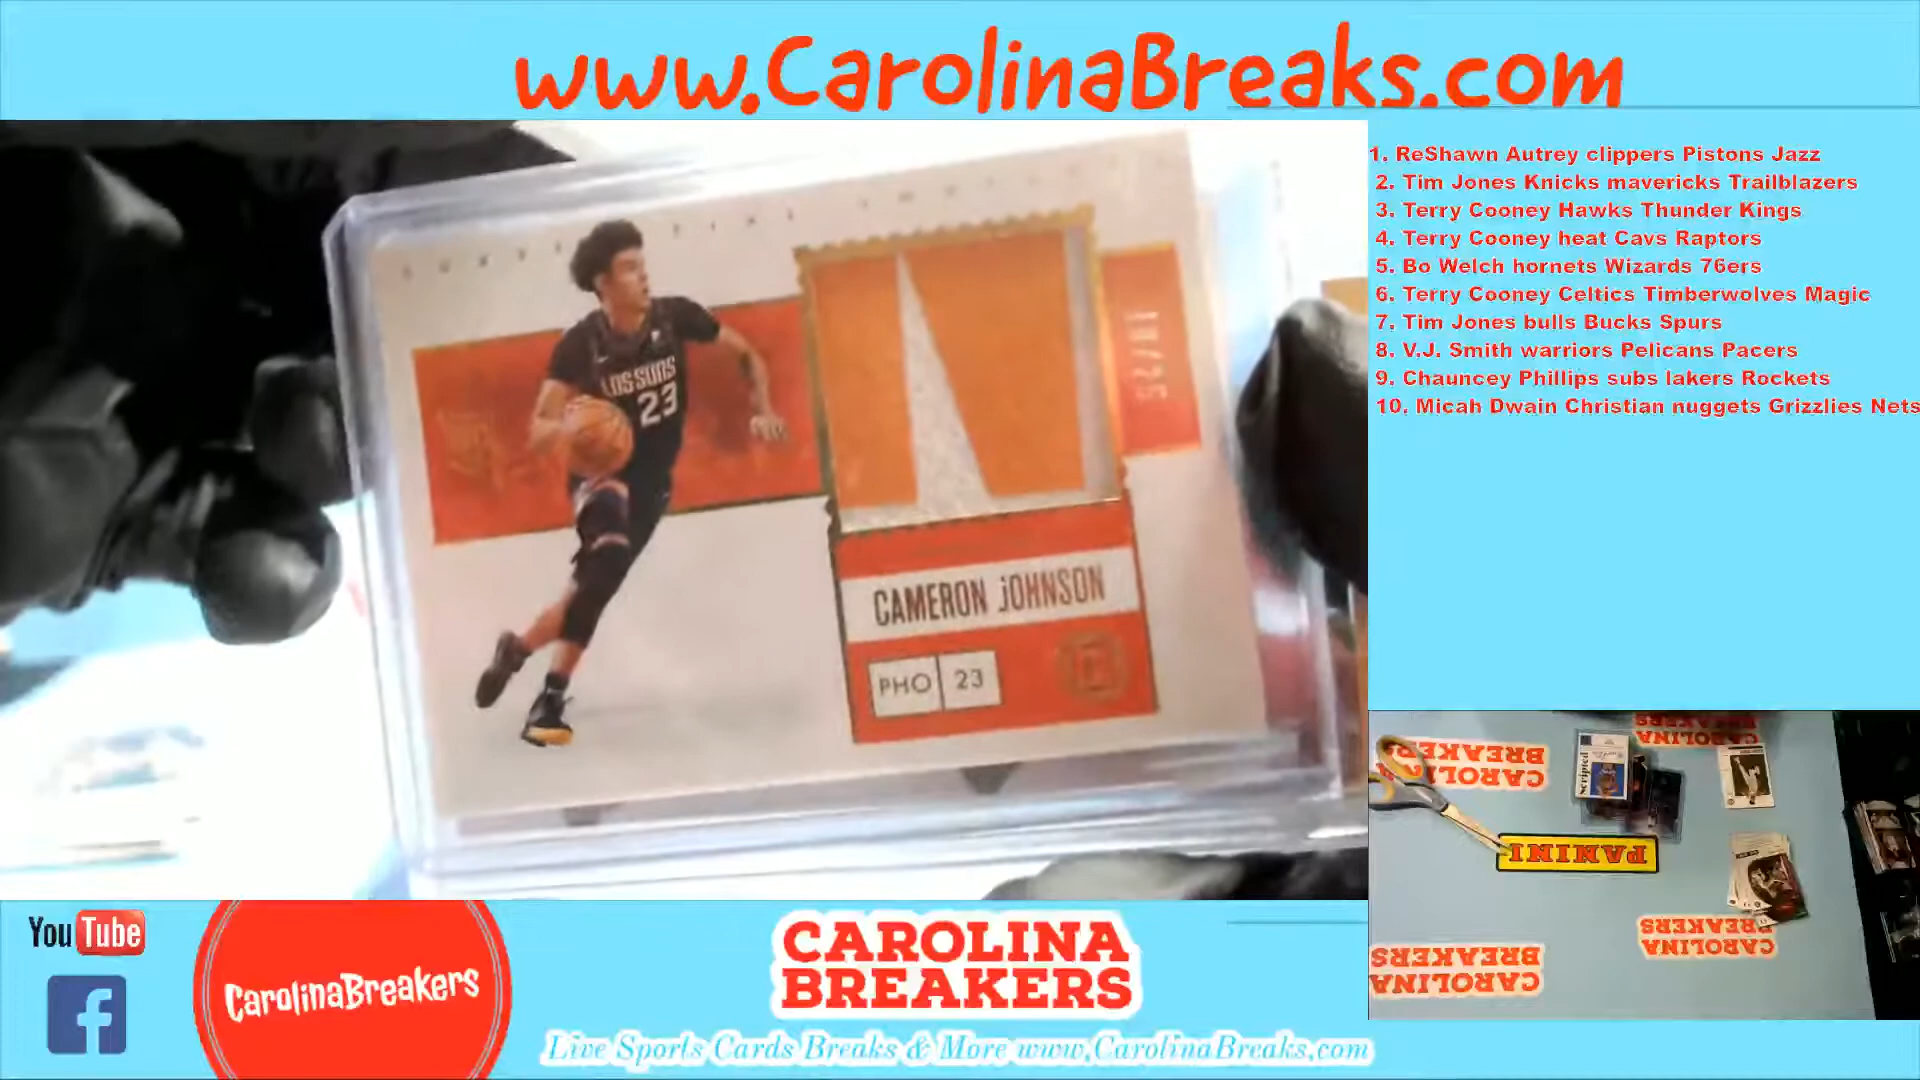 www.CarolinaBreaks.com
1. ReShawn Autrey clippers Pistons Jazz
2. Tim Jones Knicks mavericks Trailblazers
3. Terry Cooney Hawks Thunder Kings
4. Terry Cooney heat Cavs Raptors
5. Bo Welch hornets Wizards 76ers
6. Terry Cooney Celtics Timberwolves Magic
7. Tim Jones bulls Bucks Spurs
8. V.J. Smith warriors Pelicans Pacers
9. Chauncey Phillips subs lakers Rockets
10. Micah Dwain Christian nuggets Grizzlies Nets
LOS SUNS
23
CAMERON JOHNSON
PHO 23
BREAKERS
CAROLINA
BREAKERS
CAROLINA
Scripted
PANINI
BREAKERS
CAROLINA
BREAKERS
CAROLINA
YouTube
CarolinaBreakers
CAROLINA
BREAKERS
Live Sports Cards Breaks & More www.CarolinaBreaks.com